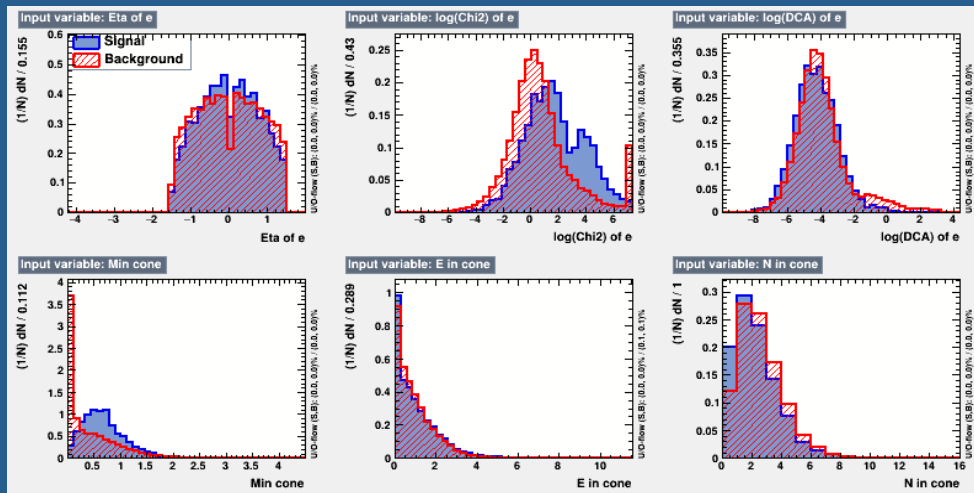 Input variable: Eta of e
(1/N) dN / 0.155
Signal
Background
0.6
0.5
0.4
0.3
0.2
0.1
0
−4 −3 −2 −1 0 1
Eta of e
U/O-flow (S,B): (0.0, 0.0)% / (0.0, 0.0)%
Input variable: log(Chi2) of e
(1/N) dN / 0.43
0.25
0.2
0.15
0.1
0.05
0
−8 −6 −4 −2 0 2 4 6
log(Chi2) of e
U/O-flow (S,B): (0.0, 0.0)% / (0.0, 0.0)%
Input variable: log(DCA) of e
(1/N) dN / 0.355
0.35
0.3
0.25
0.2
0.15
0.1
0.05
0
−8 −6 −4 −2 0 2 4
log(DCA) of e
U/O-flow (S,B): (0.0, 0.0)% / (0.0, 0.0)%
Input variable: Min cone
(1/N) dN / 0.112
4
3.5
3
2.5
2
1.5
1
0.5
0
0.5 1 1.5 2 2.5 3 3.5 4
Min cone
U/O-flow (S,B): (0.0, 0.0)% / (0.0, 0.0)%
Input variable: E in cone
(1/N) dN / 0.289
1
0.8
0.6
0.4
0.2
0
0 2 4 6 8 10
E in cone
U/O-flow (S,B): (0.0, 0.0)% / (0.1, 0.1)%
Input variable: N in cone
(1/N) dN / 1
0.3
0.25
0.2
0.15
0.1
0.05
0
0 2 4 6 8 10 12 14 16
N in cone
U/O-flow (S,B): (0.0, 0.0)% / (0.0, 0.0)%